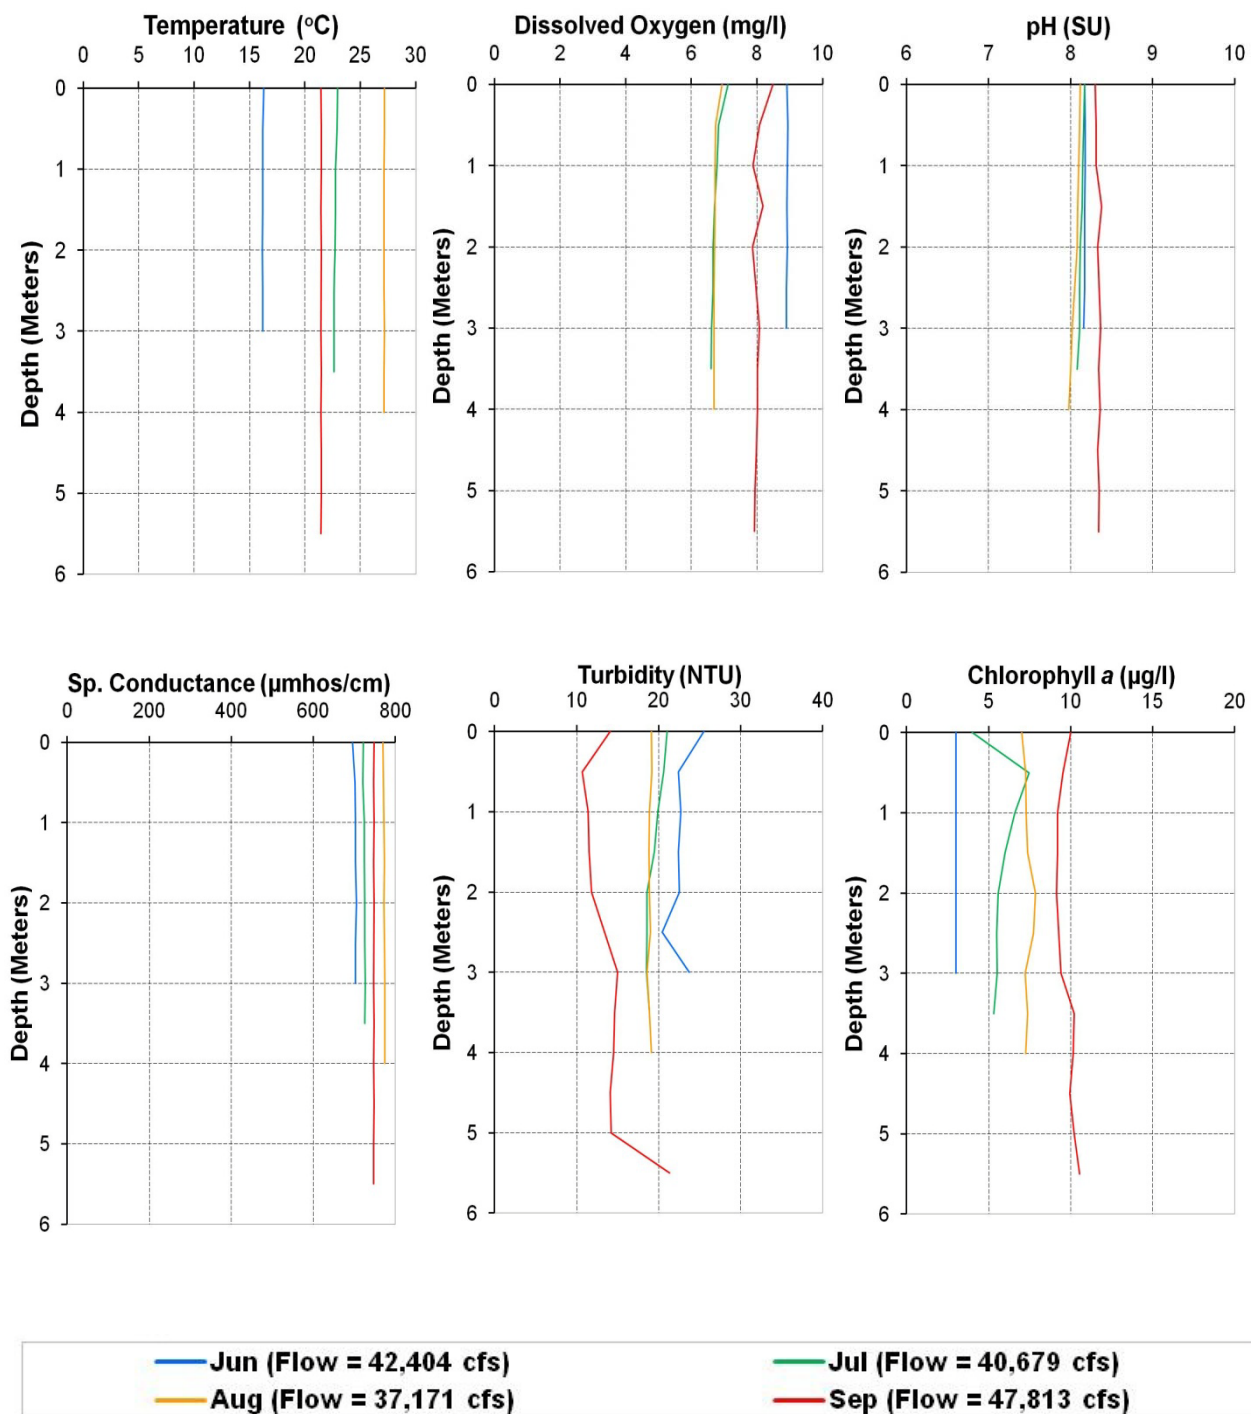 Temperature (°C)
0 5 10 15 20 25 30
0
1
2
3
4
5
6
Depth (Meters)
Dissolved Oxygen (mg/l)
0 2 4 6 8 10
0
1
2
3
4
5
6
Depth (Meters)
pH (SU)
6 7 8 9 10
0
1
2
3
4
5
6
Depth (Meters)
Sp. Conductance (µmhos/cm)
0 200 400 600 800
0
1
2
3
4
5
6
Depth (Meters)
Turbidity (NTU)
0 10 20 30 40
0
1
2
3
4
5
6
Depth (Meters)
Chlorophyll a (µg/l)
0 5 10 15 20
0
1
2
3
4
5
6
Depth (Meters)
Jun (Flow = 42,404 cfs)
Jul (Flow = 40,679 cfs)
Aug (Flow = 37,171 cfs)
Sep (Flow = 47,813 cfs)